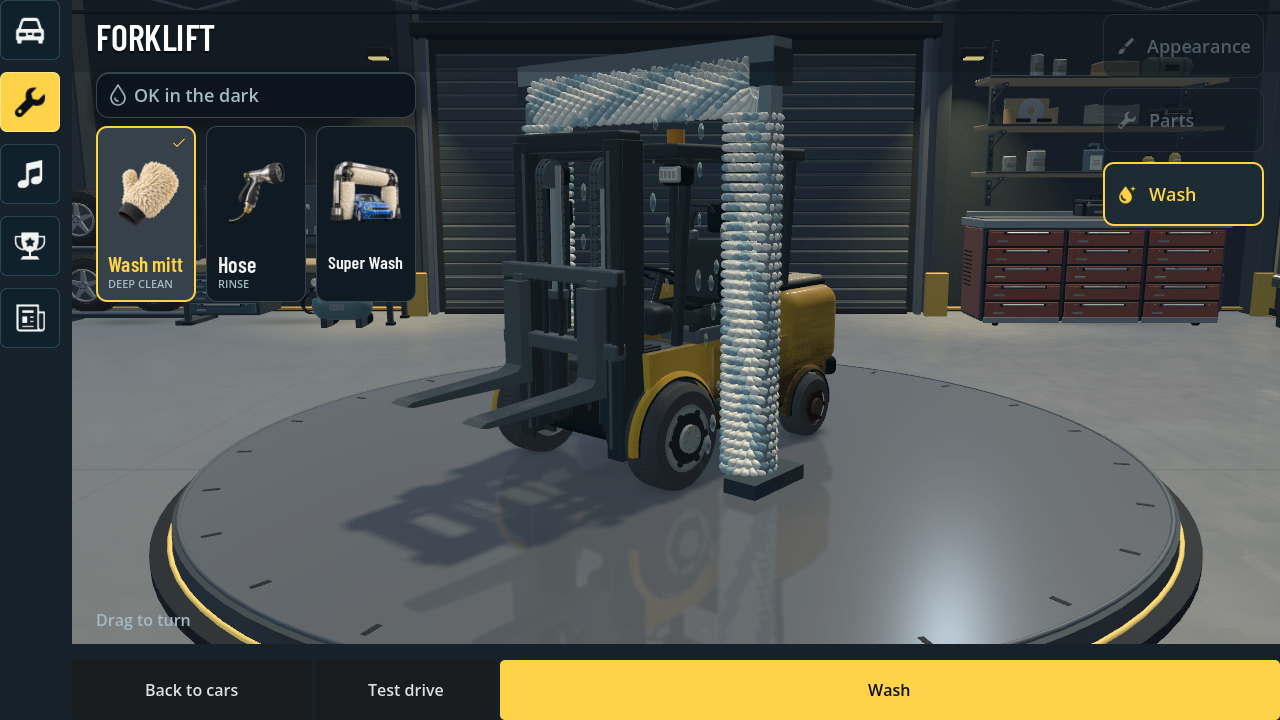 FORKLIFT
OK in the dark
Wash mitt
DEEP CLEAN
Hose
RINSE
Super Wash
Appearance
Parts
Wash
Drag to turn
Back to cars
Test drive
Wash